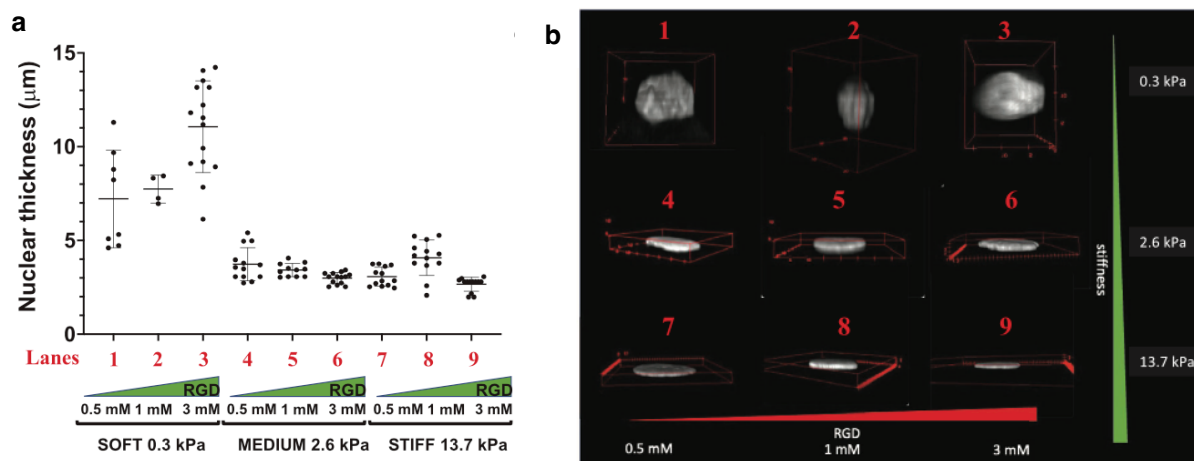 a
15
10
5
0
Nuclear thickness (μm)
Lanes 1 2 3 4 5 6 7 8 9
RGD RGD RGD
0.5 mM 1 mM 3 mM 0.5 mM 1 mM 3 mM 0.5 mM 1 mM 3 mM
SOFT 0.3 kPa MEDIUM 2.6 kPa STIFF 13.7 kPa
b
1 2 3
0.3 kPa
4 5 6
2.6 kPa
stiffness
7 8 9
13.7 kPa
RGD
0.5 mM 1 mM 3 mM